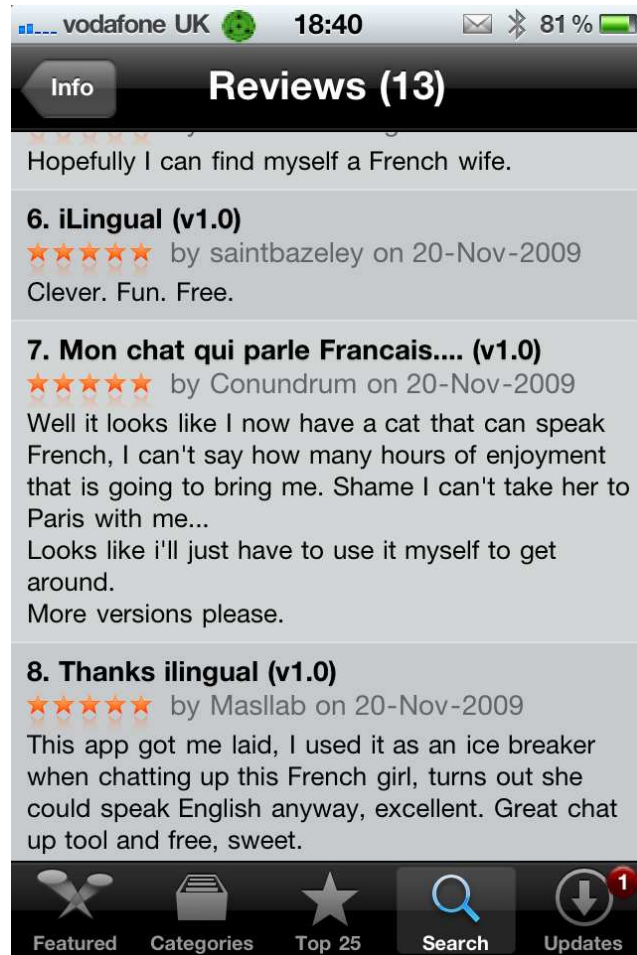 vodafone UK 18:40 81 %
Info Reviews (13)
Hopefully I can find myself a French wife.
6. iLingual (v1.0)
by saintbazeley on 20-Nov-2009
Clever. Fun. Free.
7. Mon chat qui parle Francais.... (v1.0)
by Conundrum on 20-Nov-2009
Well it looks like I now have a cat that can speak
French, I can't say how many hours of enjoyment
that is going to bring me. Shame I can't take her to
Paris with me...
Looks like i'll just have to use it myself to get
around.
More versions please.
8. Thanks ilingual (v1.0)
by Masllab on 20-Nov-2009
This app got me laid, I used it as an ice breaker
when chatting up this French girl, turns out she
could speak English anyway, excellent. Great chat
up tool and free, sweet.
1
Featured Categories Top 25 Search Updates